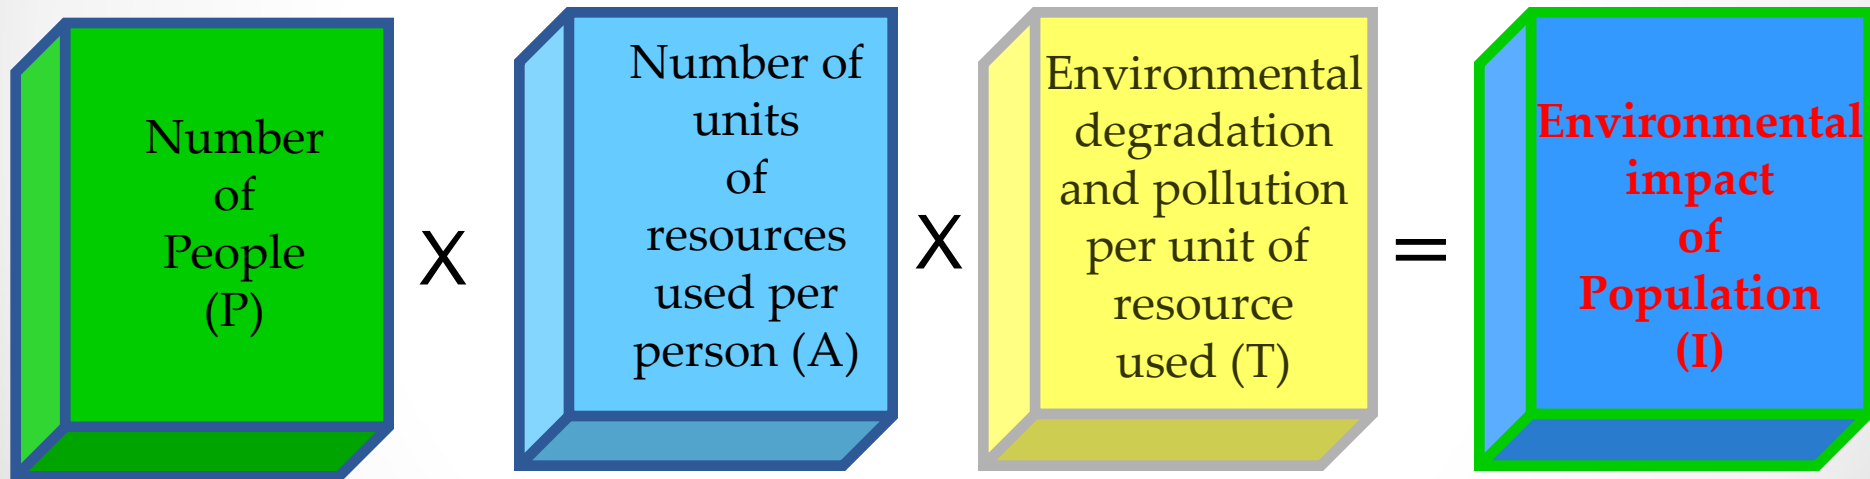 Number
of
People
(P)
X
Number of
units
of
resources
used per
person (A)
X
Environmental
degradation
and pollution
per unit of
resource
used (T)
=
Environmental
impact
of
Population
(I)